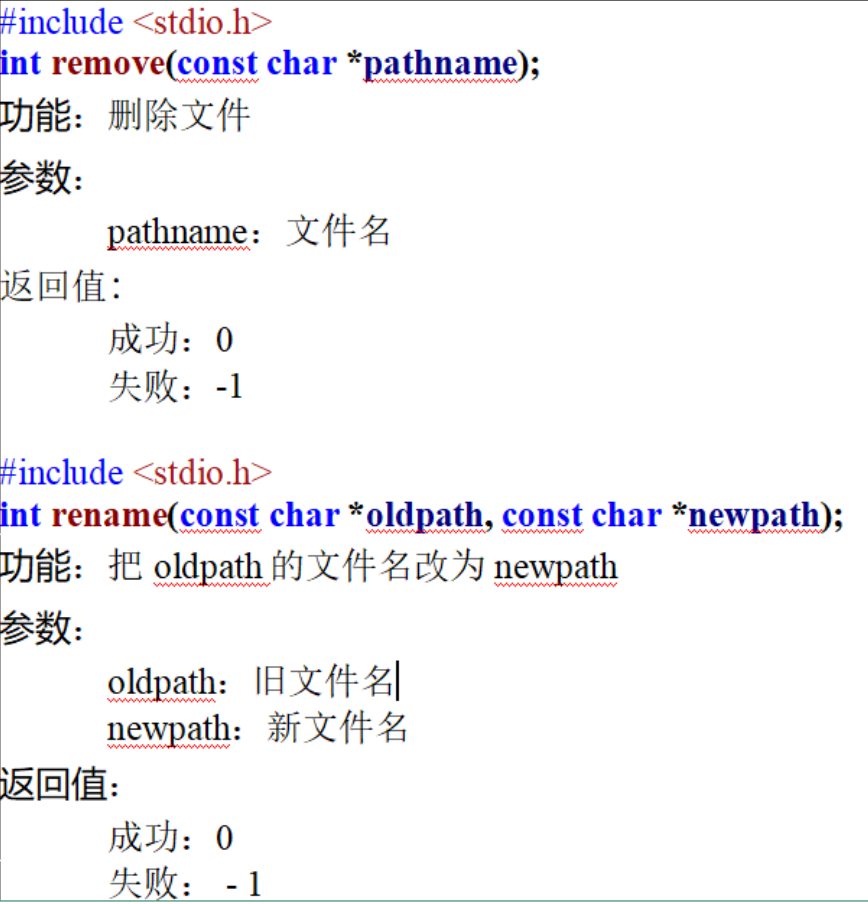 #include <stdio.h>
int remove(const char *pathname);
功能：删除文件
参数：
pathname：文件名
返回值：
成功：0
失败：-1
#include <stdio.h>
int rename(const char *oldpath, const char *newpath);
功能：把 oldpath 的文件名改为 newpath
参数：
oldpath：旧文件名
newpath：新文件名
返回值：
成功：0
失败： - 1